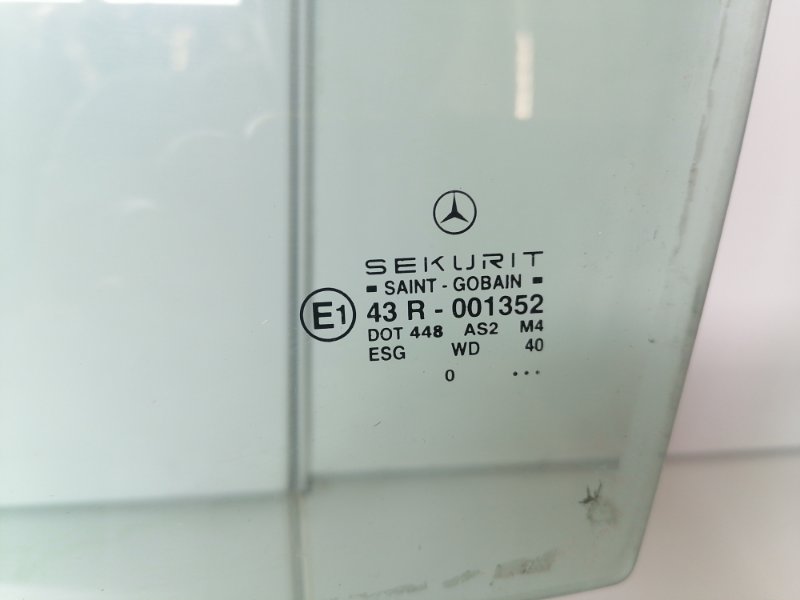 SEKURIT
SAINT - GOBAIN
E1 43 R - 001352
DOT 448 AS2 M4
ESG WD 40
0 ...